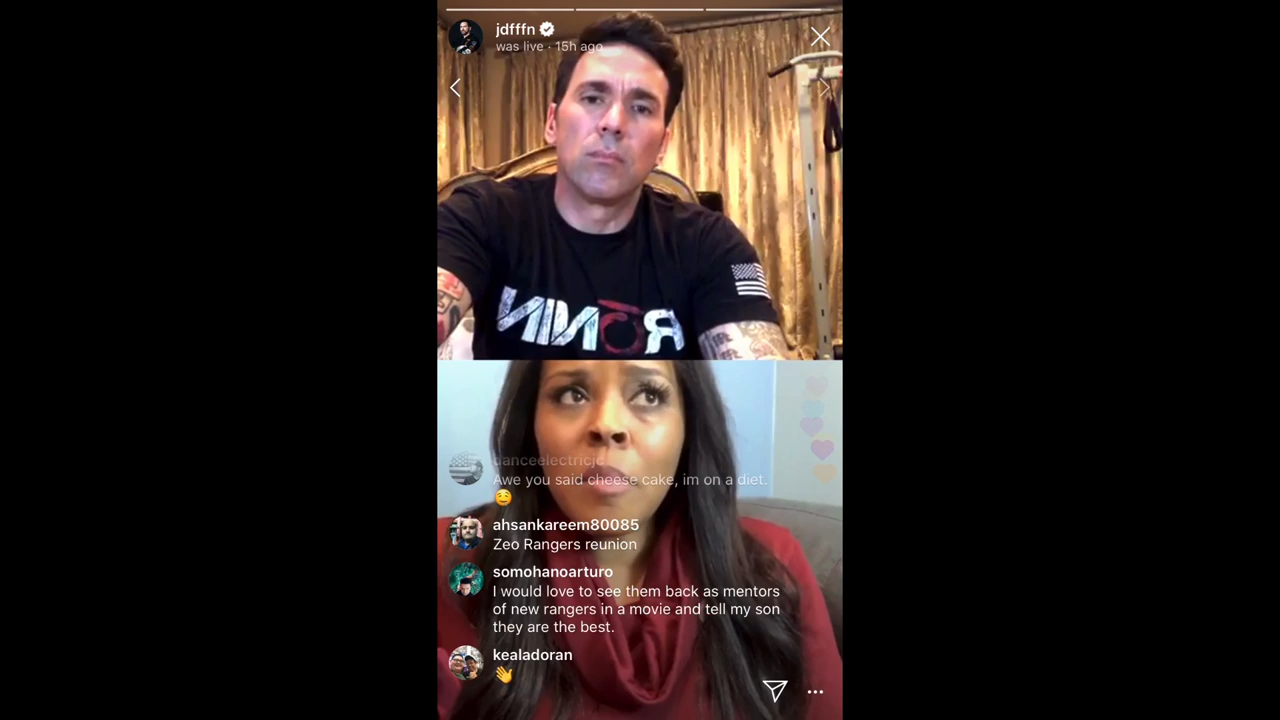 jdfffn
was live · 15h ago
RŌNIN
danceelectricjc
Awe you said cheese cake, im on a diet.
🤤
ahsankareem80085
Zeo Rangers reunion
somohanoarturo
I would love to see them back as mentors
of new rangers in a movie and tell my son
they are the best.
kealadoran
👋